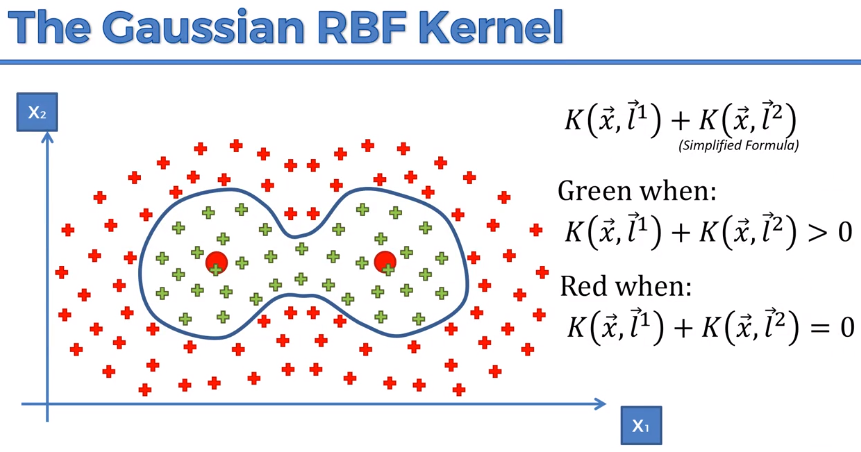 The Gaussian RBF Kernel
X₂
K(x⃗, l⃗¹) + K(x⃗, l⃗²)
(Simplified Formula)
Green when:
K(x⃗, l⃗¹) + K(x⃗, l⃗²) > 0
Red when:
K(x⃗, l⃗¹) + K(x⃗, l⃗²) = 0
X₁